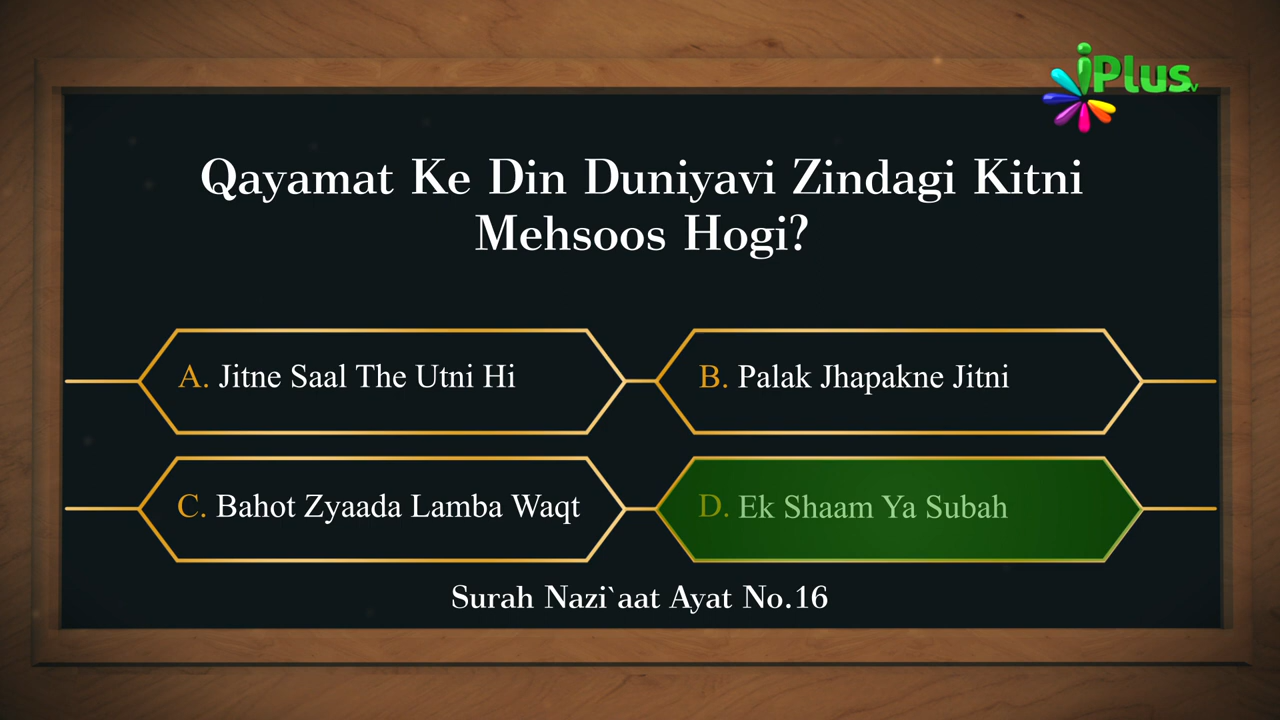 iPlus TV
Qayamat Ke Din Duniyavi Zindagi Kitni
Mehsoos Hogi?
A. Jitne Saal The Utni Hi
B. Palak Jhapakne Jitni
C. Bahot Zyaada Lamba Waqt
D. Ek Shaam Ya Subah
Surah Nazi`aat Ayat No.16